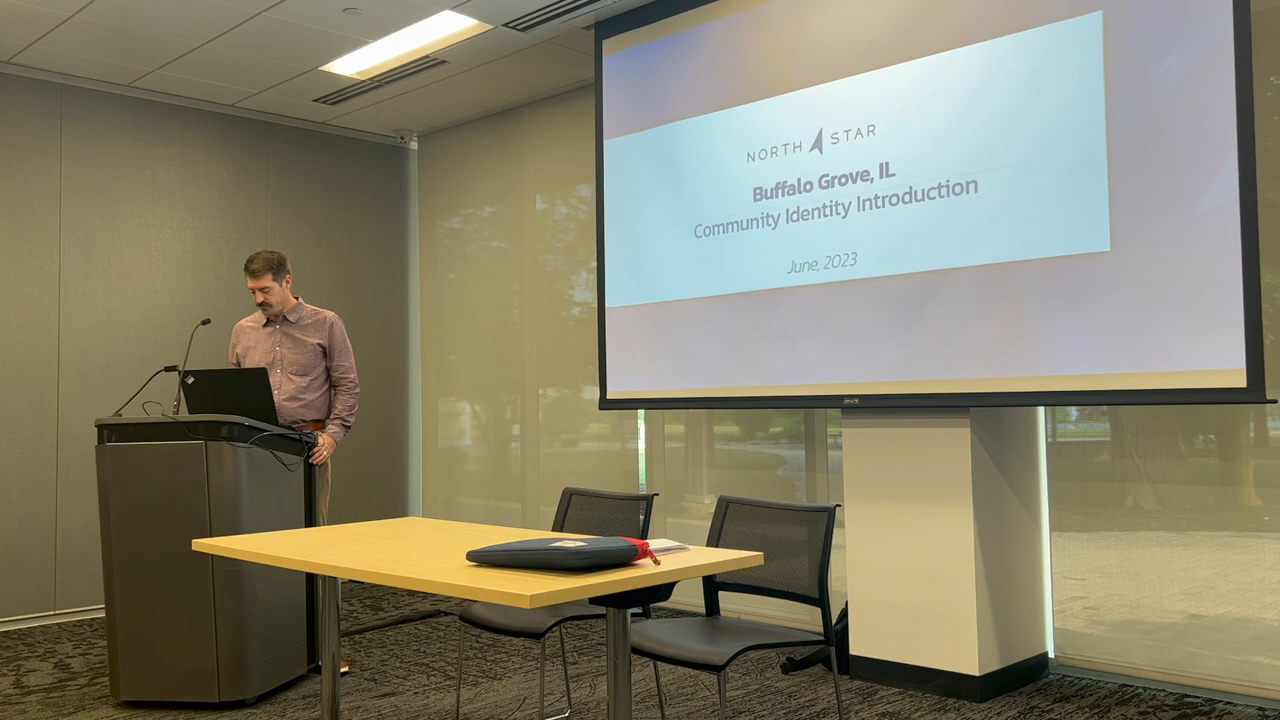 NORTH STAR
Buffalo Grove, IL
Community Identity Introduction
June, 2023